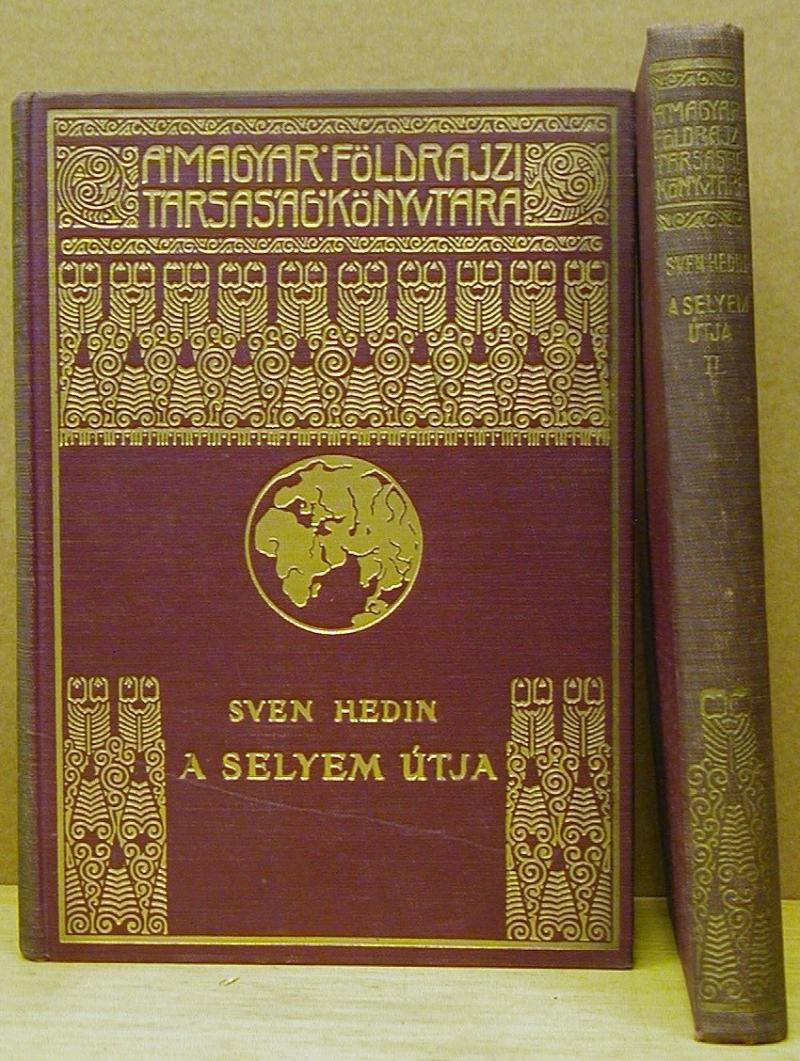 A MAGYAR FÖLDRAJZI
TÁRSASÁG KÖNYVTÁRA
SVEN HEDIN
A SELYEM ÚTJA
A MAGYAR
FÖLDRAJZI
TÁRSASÁG
KÖNYVTÁRA
SVEN HEDIN
A SELYEM
ÚTJA
II.